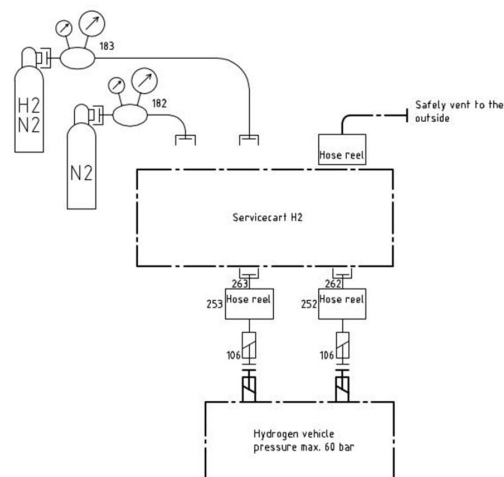 183
H2
N2
182
N2
Safely vent to the
outside
Hose reel
Servicecart H2
263
262
253
Hose reel
252
Hose reel
106
106
Hydrogen vehicle
pressure max. 60 bar